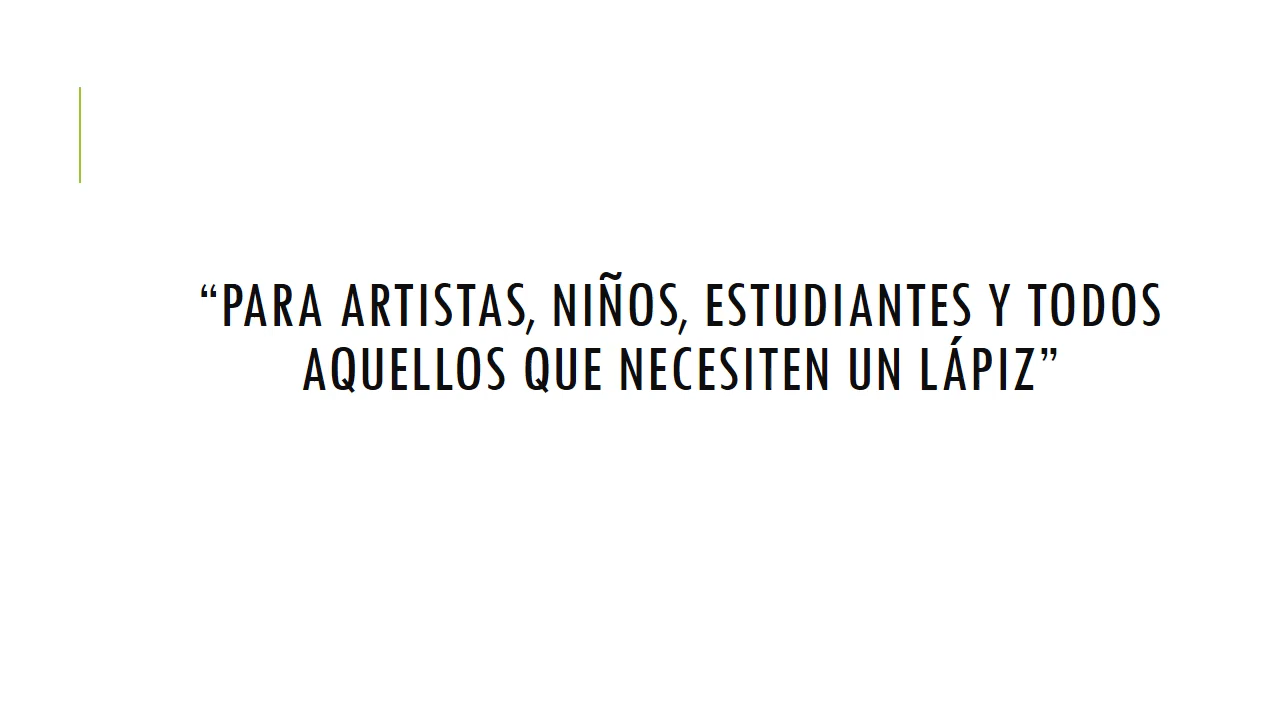 “PARA ARTISTAS, NIÑOS, ESTUDIANTES Y TODOS
AQUELLOS QUE NECESITEN UN LÁPIZ”